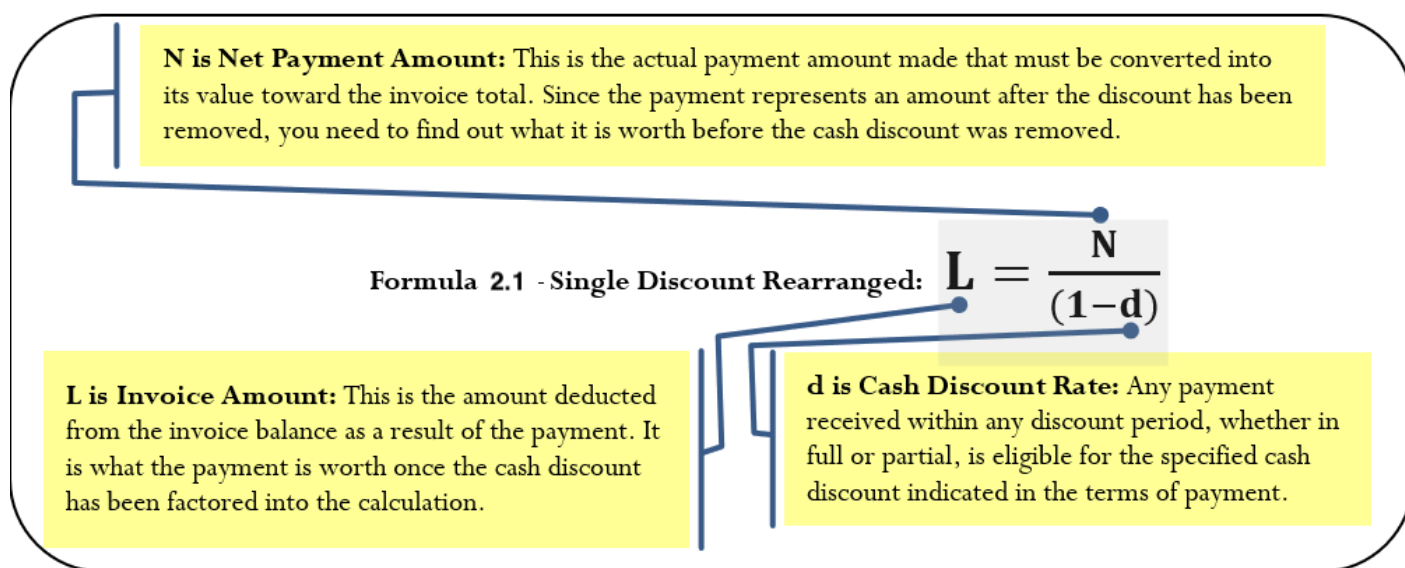 N is Net Payment Amount: This is the actual payment amount made that must be converted into
its value toward the invoice total. Since the payment represents an amount after the discount has been
removed, you need to find out what it is worth before the cash discount was removed.
Formula 2.1 - Single Discount Rearranged: L = N / (1−d)
L is Invoice Amount: This is the amount deducted
from the invoice balance as a result of the payment. It
is what the payment is worth once the cash discount
has been factored into the calculation.
d is Cash Discount Rate: Any payment
received within any discount period, whether in
full or partial, is eligible for the specified cash
discount indicated in the terms of payment.